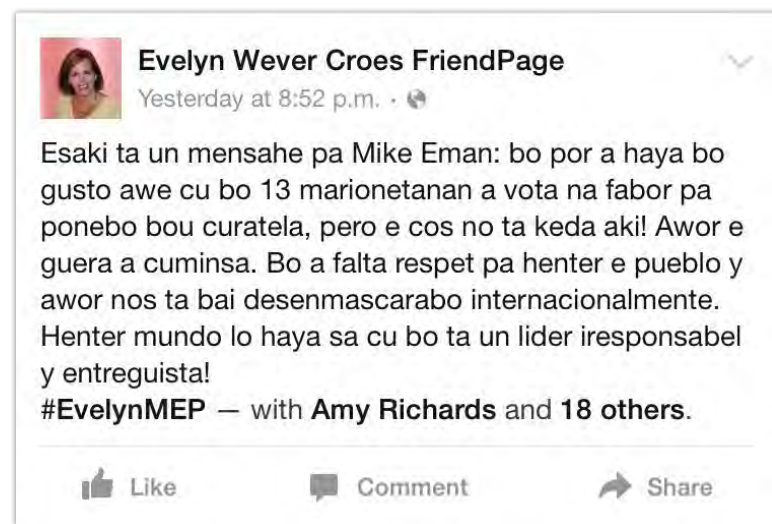 Evelyn Wever Croes FriendPage
Yesterday at 8:52 p.m. ·
Esaki ta un mensahe pa Mike Eman: bo por a haya bo
gusto awe cu bo 13 marionetanan a vota na fabor pa
ponebo bou curatela, pero e cos no ta keda aki! Awor e
guera a cuminsa. Bo a falta respet pa henter e pueblo y
awor nos ta bai desenmascarabo internacionalmente.
Henter mundo lo haya sa cu bo ta un lider iresponsabel
y entreguista!
#EvelynMEP — with Amy Richards and 18 others.
Like Comment Share